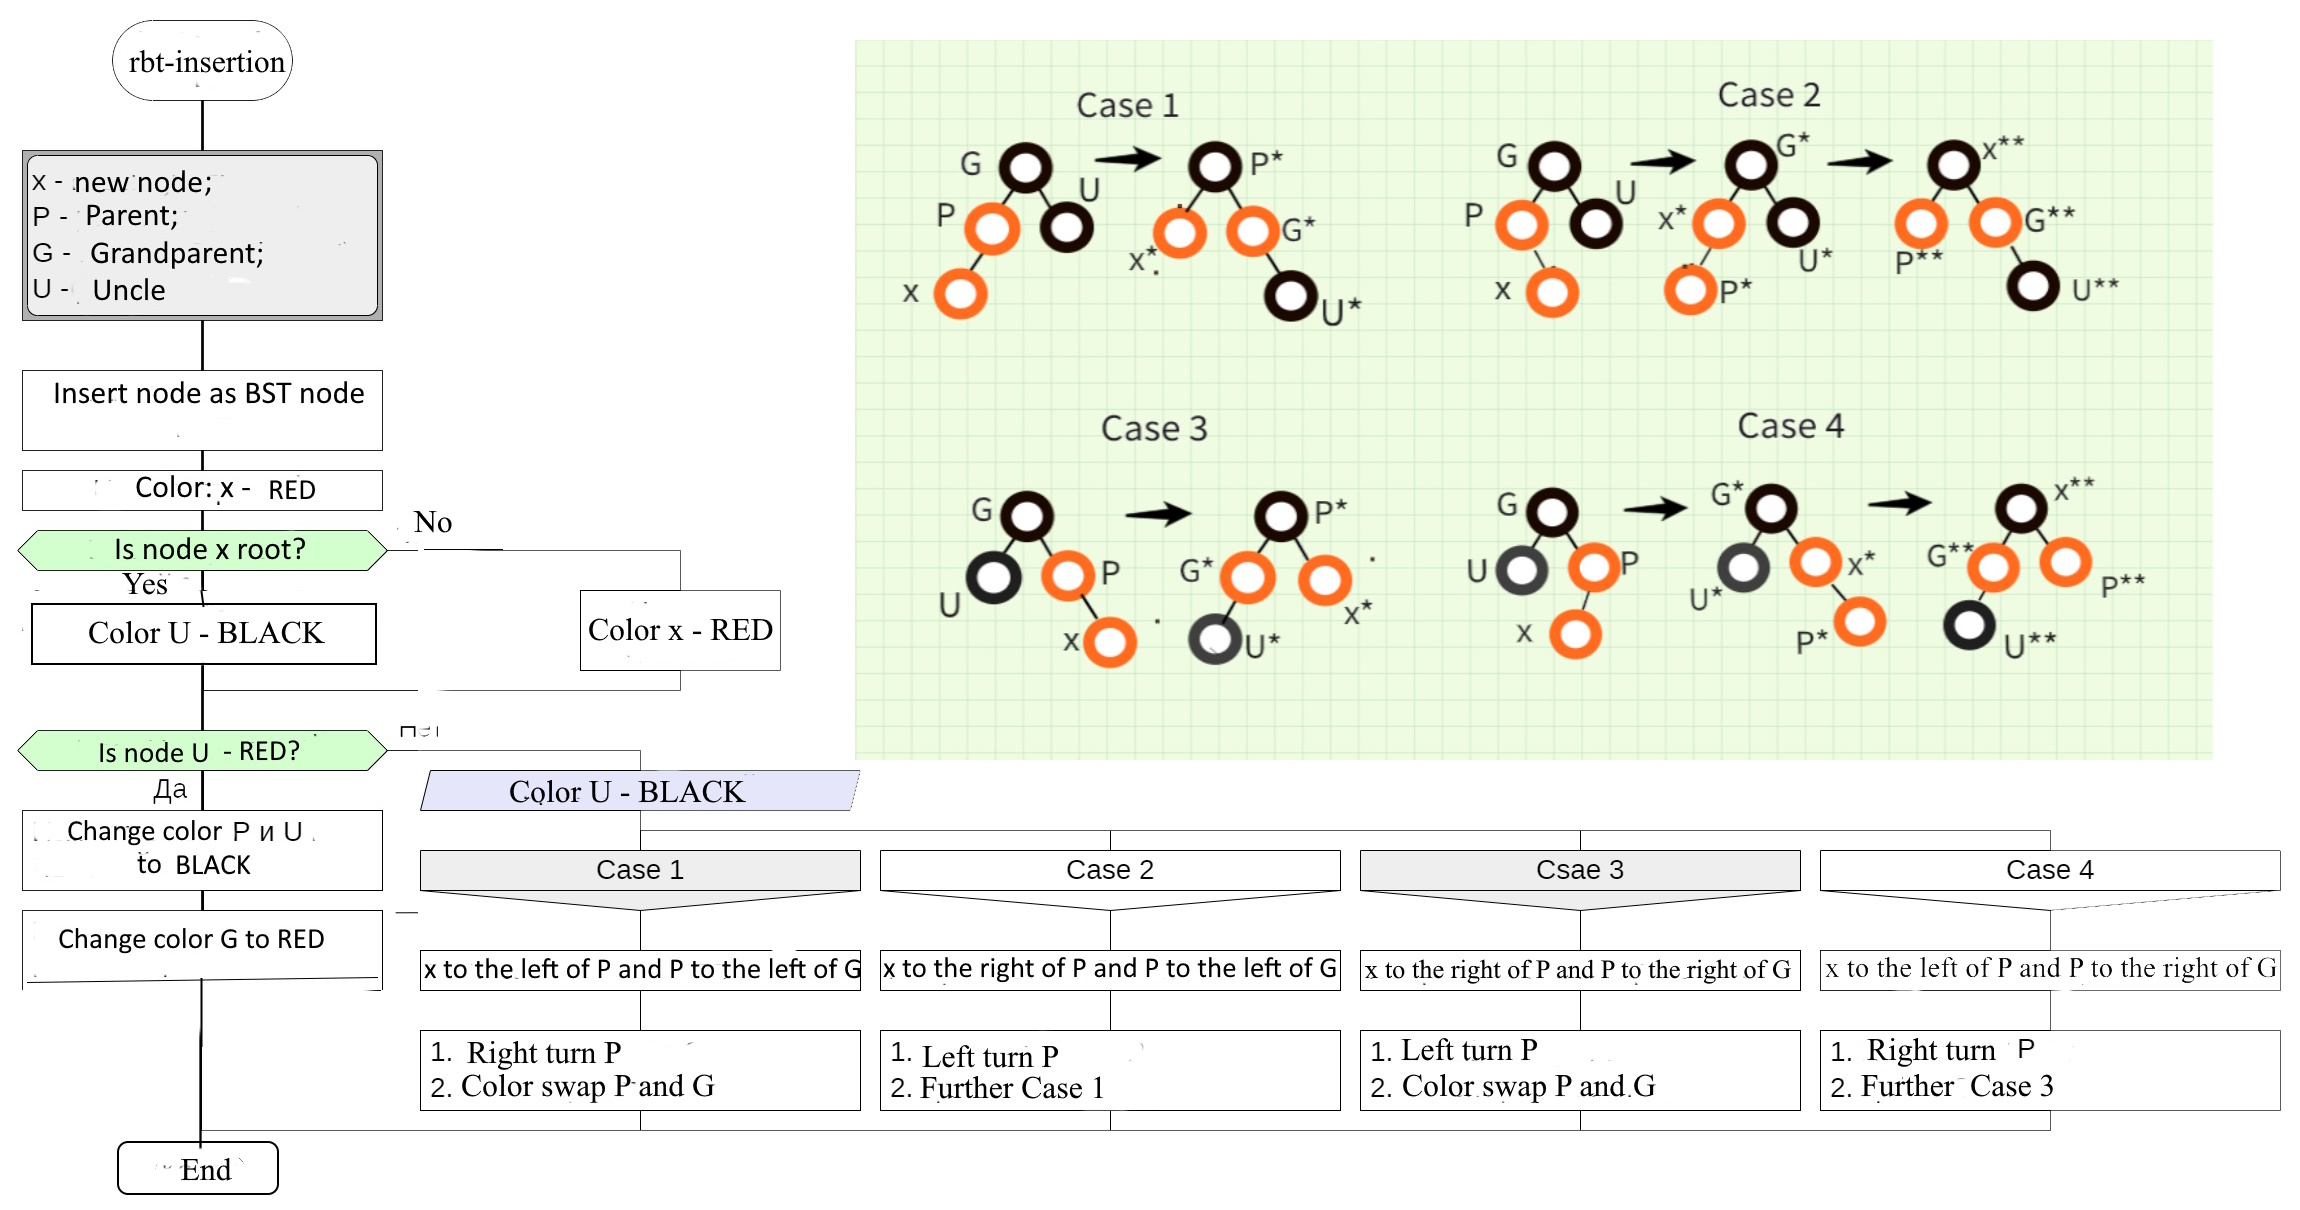 rbt-insertion
x - new node;
P - Parent;
G - Grandparent;
U - Uncle
Insert node as BST node
Color: x - RED
Is node x root?
No
Yes
Color U - BLACK
Color x - RED
Is node U - RED?
Да
Change color P и U
to BLACK
Change color G to RED
End
Color U - BLACK
Case 1
x to the left of P and P to the left of G
1. Right turn P
2. Color swap P and G
Case 2
x to the right of P and P to the left of G
1. Left turn P
2. Further Case 1
Csae 3
x to the right of P and P to the right of G
1. Left turn P
2. Color swap P and G
Case 4
x to the left of P and P to the right of G
1. Right turn P
2. Further Case 3
Case 1
G
U
P
x
P*
G*
x*
U*
Case 2
G
U
P
x
G*
x*
U*
P*
x**
G**
P**
U**
Case 3
G
P
U
x
P*
G*
x*
U*
Case 4
G
U
P
x
G*
x*
U*
P*
x**
G**
P**
U**